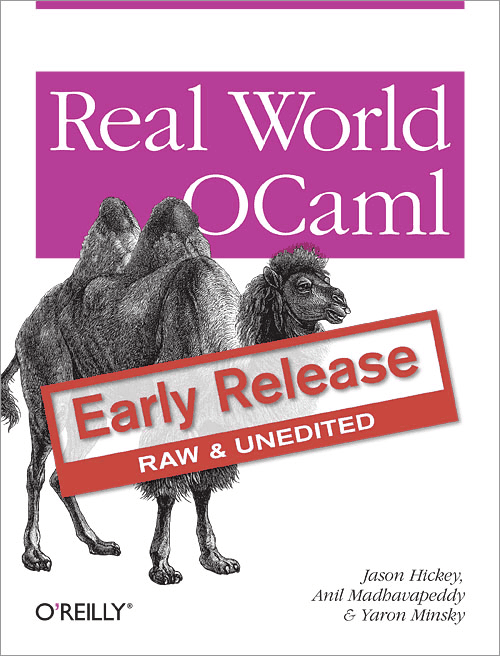 Real World
OCaml
Early Release
RAW & UNEDITED
Jason Hickey,
Anil Madhavapeddy
& Yaron Minsky
O'REILLY®